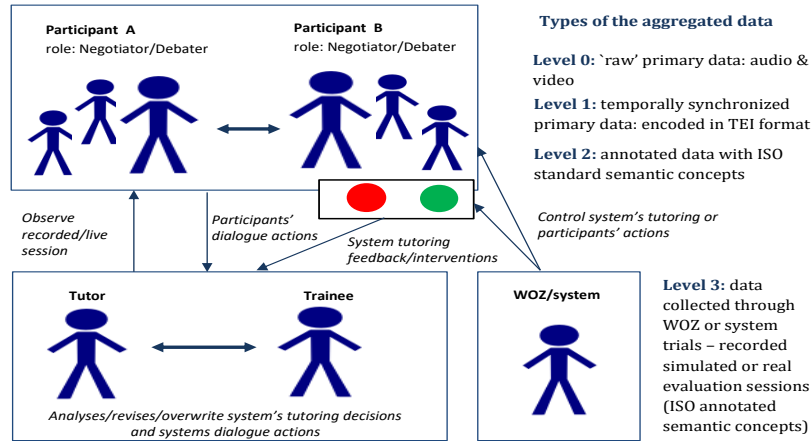 Participant A
role: Negotiator/Debater
Participant B
role: Negotiator/Debater
Types of the aggregated data
Level 0: `raw' primary data: audio &
video
Level 1: temporally synchronized
primary data: encoded in TEI format
Level 2: annotated data with ISO
standard semantic concepts
Observe
recorded/live
session
Participants'
dialogue actions
System tutoring
feedback/interventions
Control system's tutoring or
participants' actions
Tutor
Trainee
Analyses/revises/overwrite system's tutoring decisions
and systems dialogue actions
WOZ/system
Level 3: data
collected through
WOZ or system
trials – recorded
simulated or real
evaluation sessions
(ISO annotated
semantic concepts)